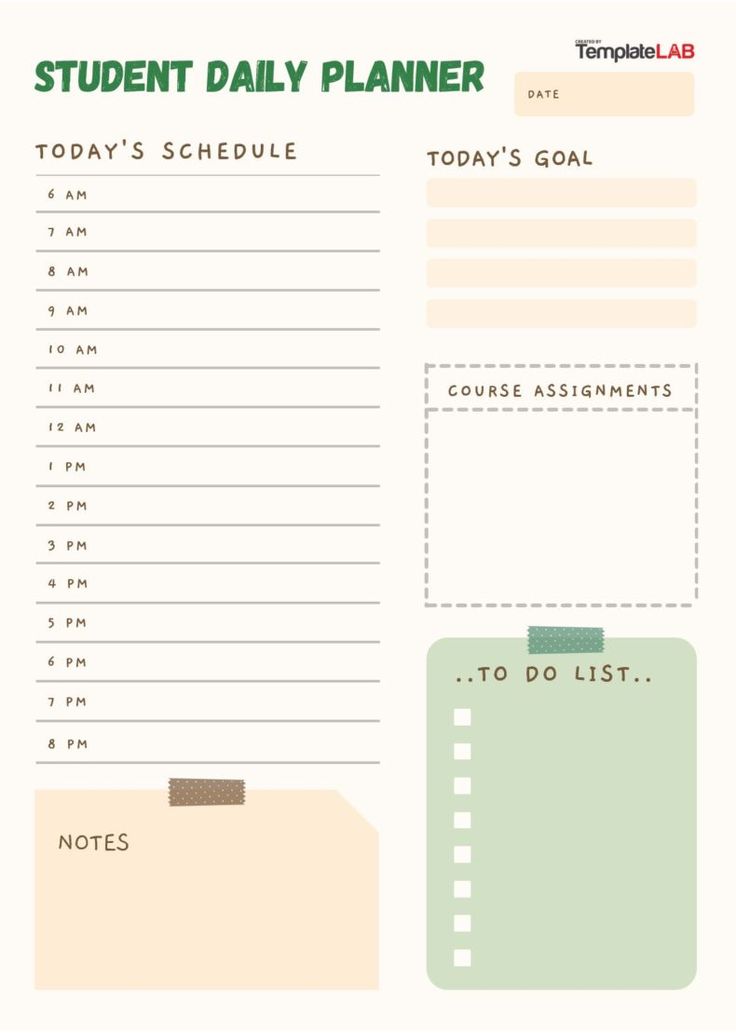 CREATED BY
TemplateLAB
STUDENT DAILY PLANNER
DATE
TODAY'S SCHEDULE
6 AM
7 AM
8 AM
9 AM
10 AM
11 AM
12 AM
1 PM
2 PM
3 PM
4 PM
5 PM
6 PM
7 PM
8 PM
NOTES
TODAY'S GOAL
COURSE ASSIGNMENTS
..TO DO LIST..